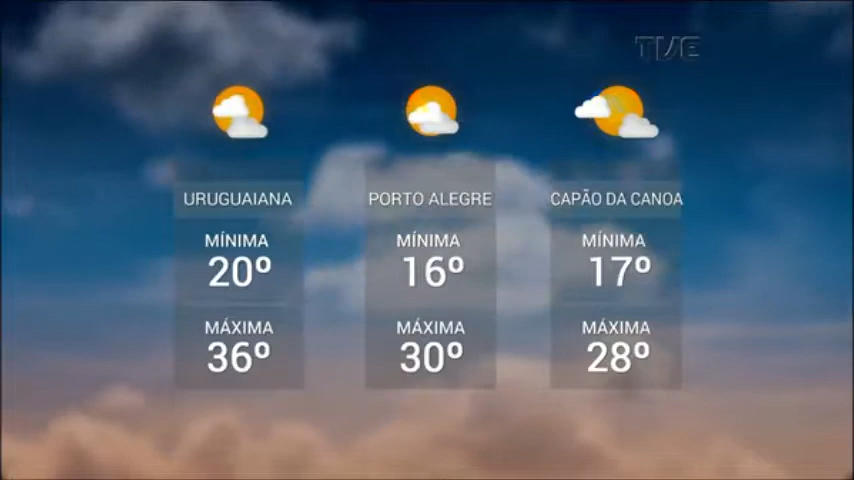 TVE
URUGUAIANA
MÍNIMA
20º
MÁXIMA
36º
PORTO ALEGRE
MÍNIMA
16º
MÁXIMA
30º
CAPÃO DA CANOA
MÍNIMA
17º
MÁXIMA
28º